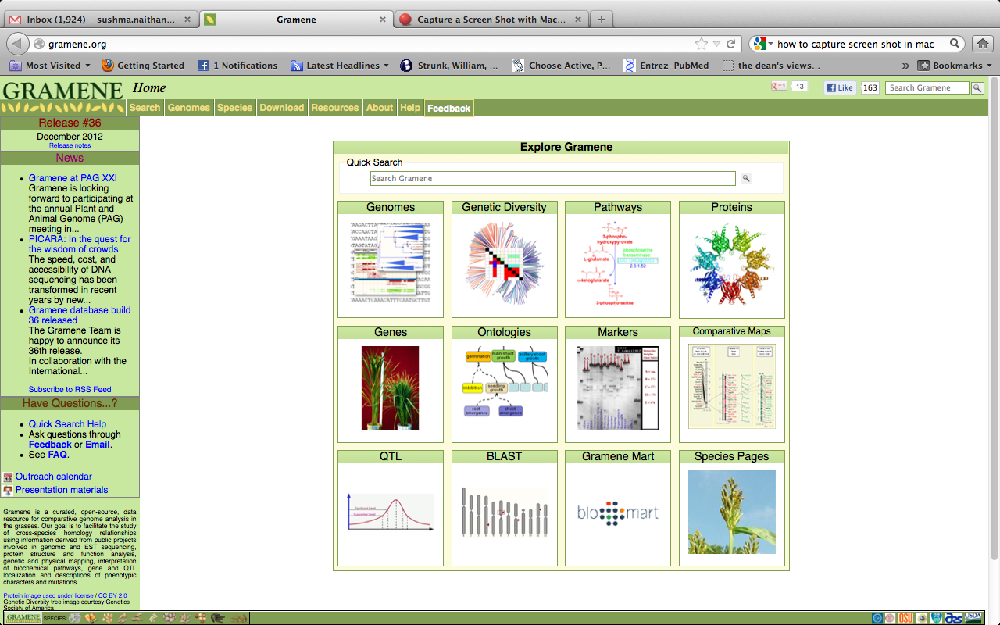 Inbox (1,924) – sushma.naithan...
Gramene
Capture a Screen Shot with Mac...
gramene.org
how to capture screen shot in mac
Most Visited
Getting Started
1 Notifications
Latest Headlines
Strunk, William, ...
Choose Active, P...
Entrez–PubMed
the dean's views...
»
Bookmarks
GRAMENE
Home
+1
13
Like
163
Search Gramene
Search
Genomes
Species
Download
Resources
About
Help
Feedback
Release #36
December 2012
Release notes
News
Gramene at PAG XXI
Gramene is looking
forward to participating at
the annual Plant and
Animal Genome (PAG)
meeting in...
PICARA: In the quest for
the wisdom of crowds
The speed, cost, and
accessibility of DNA
sequencing has been
transformed in recent
years by new...
Gramene database build
36 released
The Gramene Team is
happy to announce its
36th release.
In collaboration with the
International...
Subscribe to RSS Feed
Have Questions...?
Quick Search Help
Ask questions through
Feedback or Email.
See FAQ.
Outreach calendar
Presentation materials
Gramene is a curated, open-source, data
resource for comparative genome analysis in
the grasses. Our goal is to facilitate the study
of cross-species homology relationships
using information derived from public projects
involved in genomic and EST sequencing,
protein structure and function analysis,
genetic and physical mapping, interpretation
of biochemical pathways, gene and QTL
localization and descriptions of phenotypic
characters and mutations.
Protein image used under license / CC BY 2.0
Genetic Diversity tree image courtesy Genetics
Society of America
Explore Gramene
Quick Search
Search Gramene
Genomes
Genetic Diversity
Pathways
3-phospho-
hydroxypyruvate
phosphoserine
transaminase
L-glutamate
2.6.1.52
α-ketoglutarate
3-phospho-serine
Proteins
Genes
Ontologies
germination
main shoot
growth
axillary shoot
growth
imbibition
seedling
growth
root
emergence
shoot
emergence
Markers
Comparative Maps
QTL
BLAST
Gramene Mart
biomart
Species Pages
GRAMENE
SPECIES
OSU
USDA